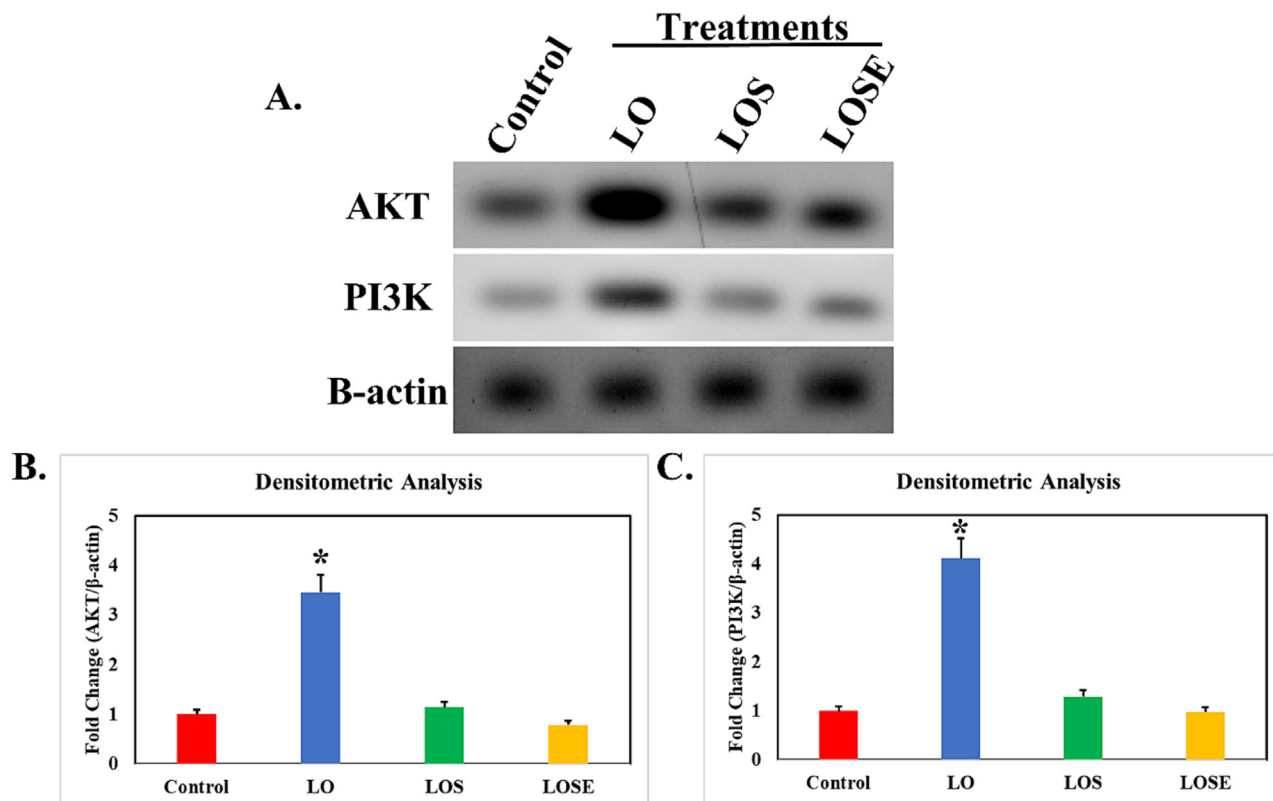 Treatments
A.
Control LO LOS LOSE
AKT
PI3K
B-actin
B.
Densitometric Analysis
Fold Change (AKT/β-actin)
5
4
3
2
1
0
*
Control LO LOS LOSE
C.
Densitometric Analysis
Fold Change (PI3K/β-actin)
5
4
3
2
1
0
*
Control LO LOS LOSE